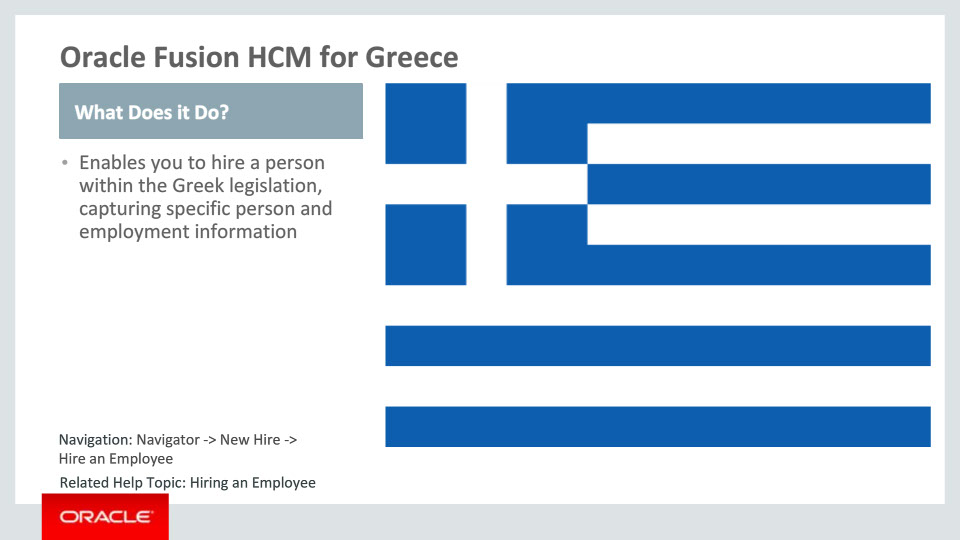 Oracle Fusion HCM for Greece
What Does it Do?
• Enables you to hire a person
within the Greek legislation,
capturing specific person and
employment information
Navigation: Navigator -> New Hire ->
Hire an Employee
Related Help Topic: Hiring an Employee
ORACLE